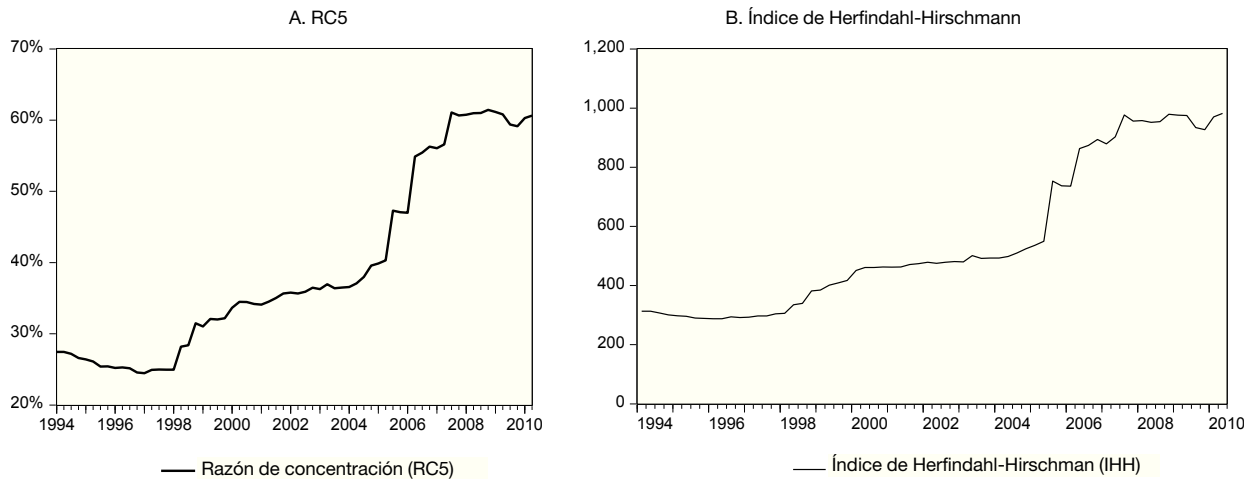 A. RC5
70%
60%
50%
40%
30%
20%
1994 1996 1998 2000 2002 2004 2006 2008 2010
Razón de concentración (RC5)
B. Índice de Herfindahl-Hirschmann
1,200
1,000
800
600
400
200
0
1994 1996 1998 2000 2002 2004 2006 2008 2010
Índice de Herfindahl-Hirschman (IHH)